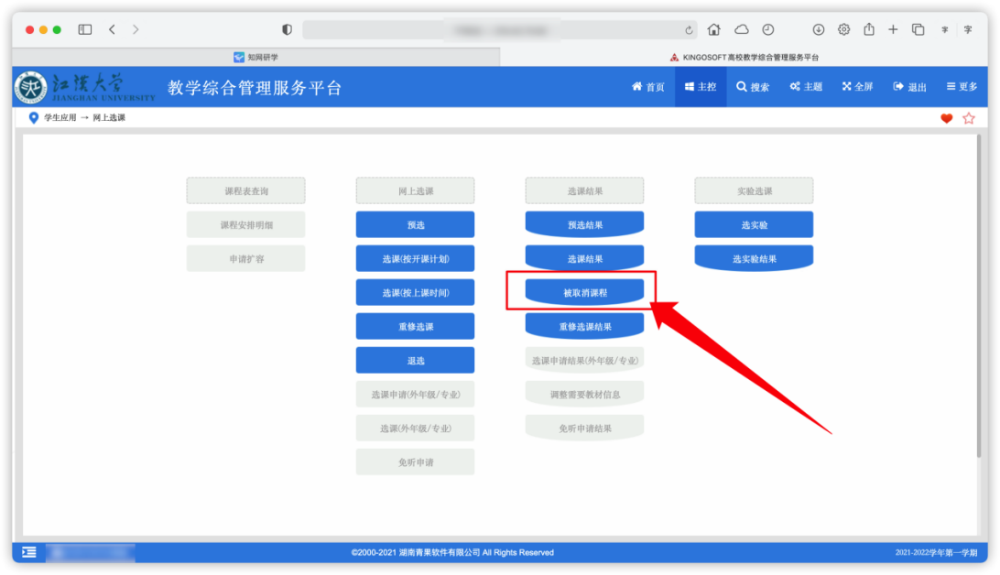 知网研学
KINGOSOFT高校教学综合管理服务平台
江汉大学
JIANGHAN UNIVERSITY
教学综合管理服务平台
首页 主控 搜索 主题 全屏 退出 更多
学生应用 → 网上选课
课程表查询 网上选课 选课结果 实验选课
课程安排明细 预选 预选结果 选实验
申请扩容 选课(按开课计划) 选课结果 选实验结果
选课(按上课时间) 被取消课程
重修选课 重修选课结果
退选 选课申请结果(外年级/专业)
选课申请(外年级/专业) 调整需要教材信息
选课(外年级/专业) 免听申请结果
免听申请
©2000-2021 湖南青果软件有限公司 All Rights Reserved
2021-2022学年第一学期